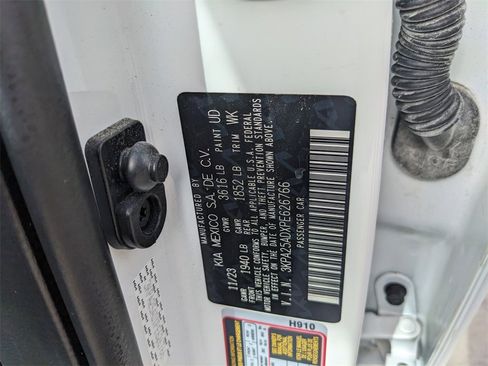 MANUFACTURED BY
KIA MEXICO S.A. DE C.V.
11/23 GVWR 3616 LB PAINT UD
GAWR FRONT 1940 LB GAWR REAR 1852 LB TRIM WK
THIS VEHICLE CONFORMS TO ALL APPLICABLE U.S.A. FEDERAL
MOTOR VEHICLE SAFETY, BUMPER, AND THEFT PREVENTION
STANDARDS IN EFFECT ON THE DATE OF MANUFACTURE SHOWN ABOVE.
V.I.N. 3KPA25ADXPE626766
PASSENGER CAR
H910